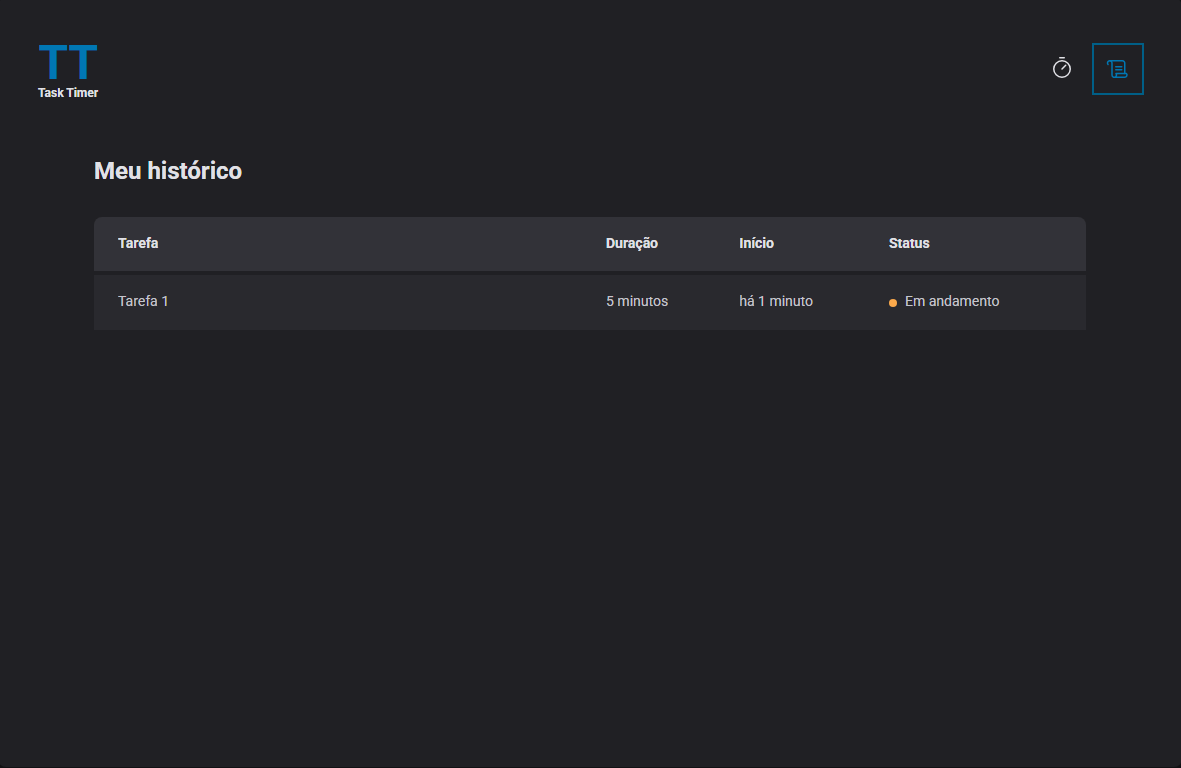 TT
Task Timer
Meu histórico
Tarefa Duração Início Status
Tarefa 1 5 minutos há 1 minuto Em andamento